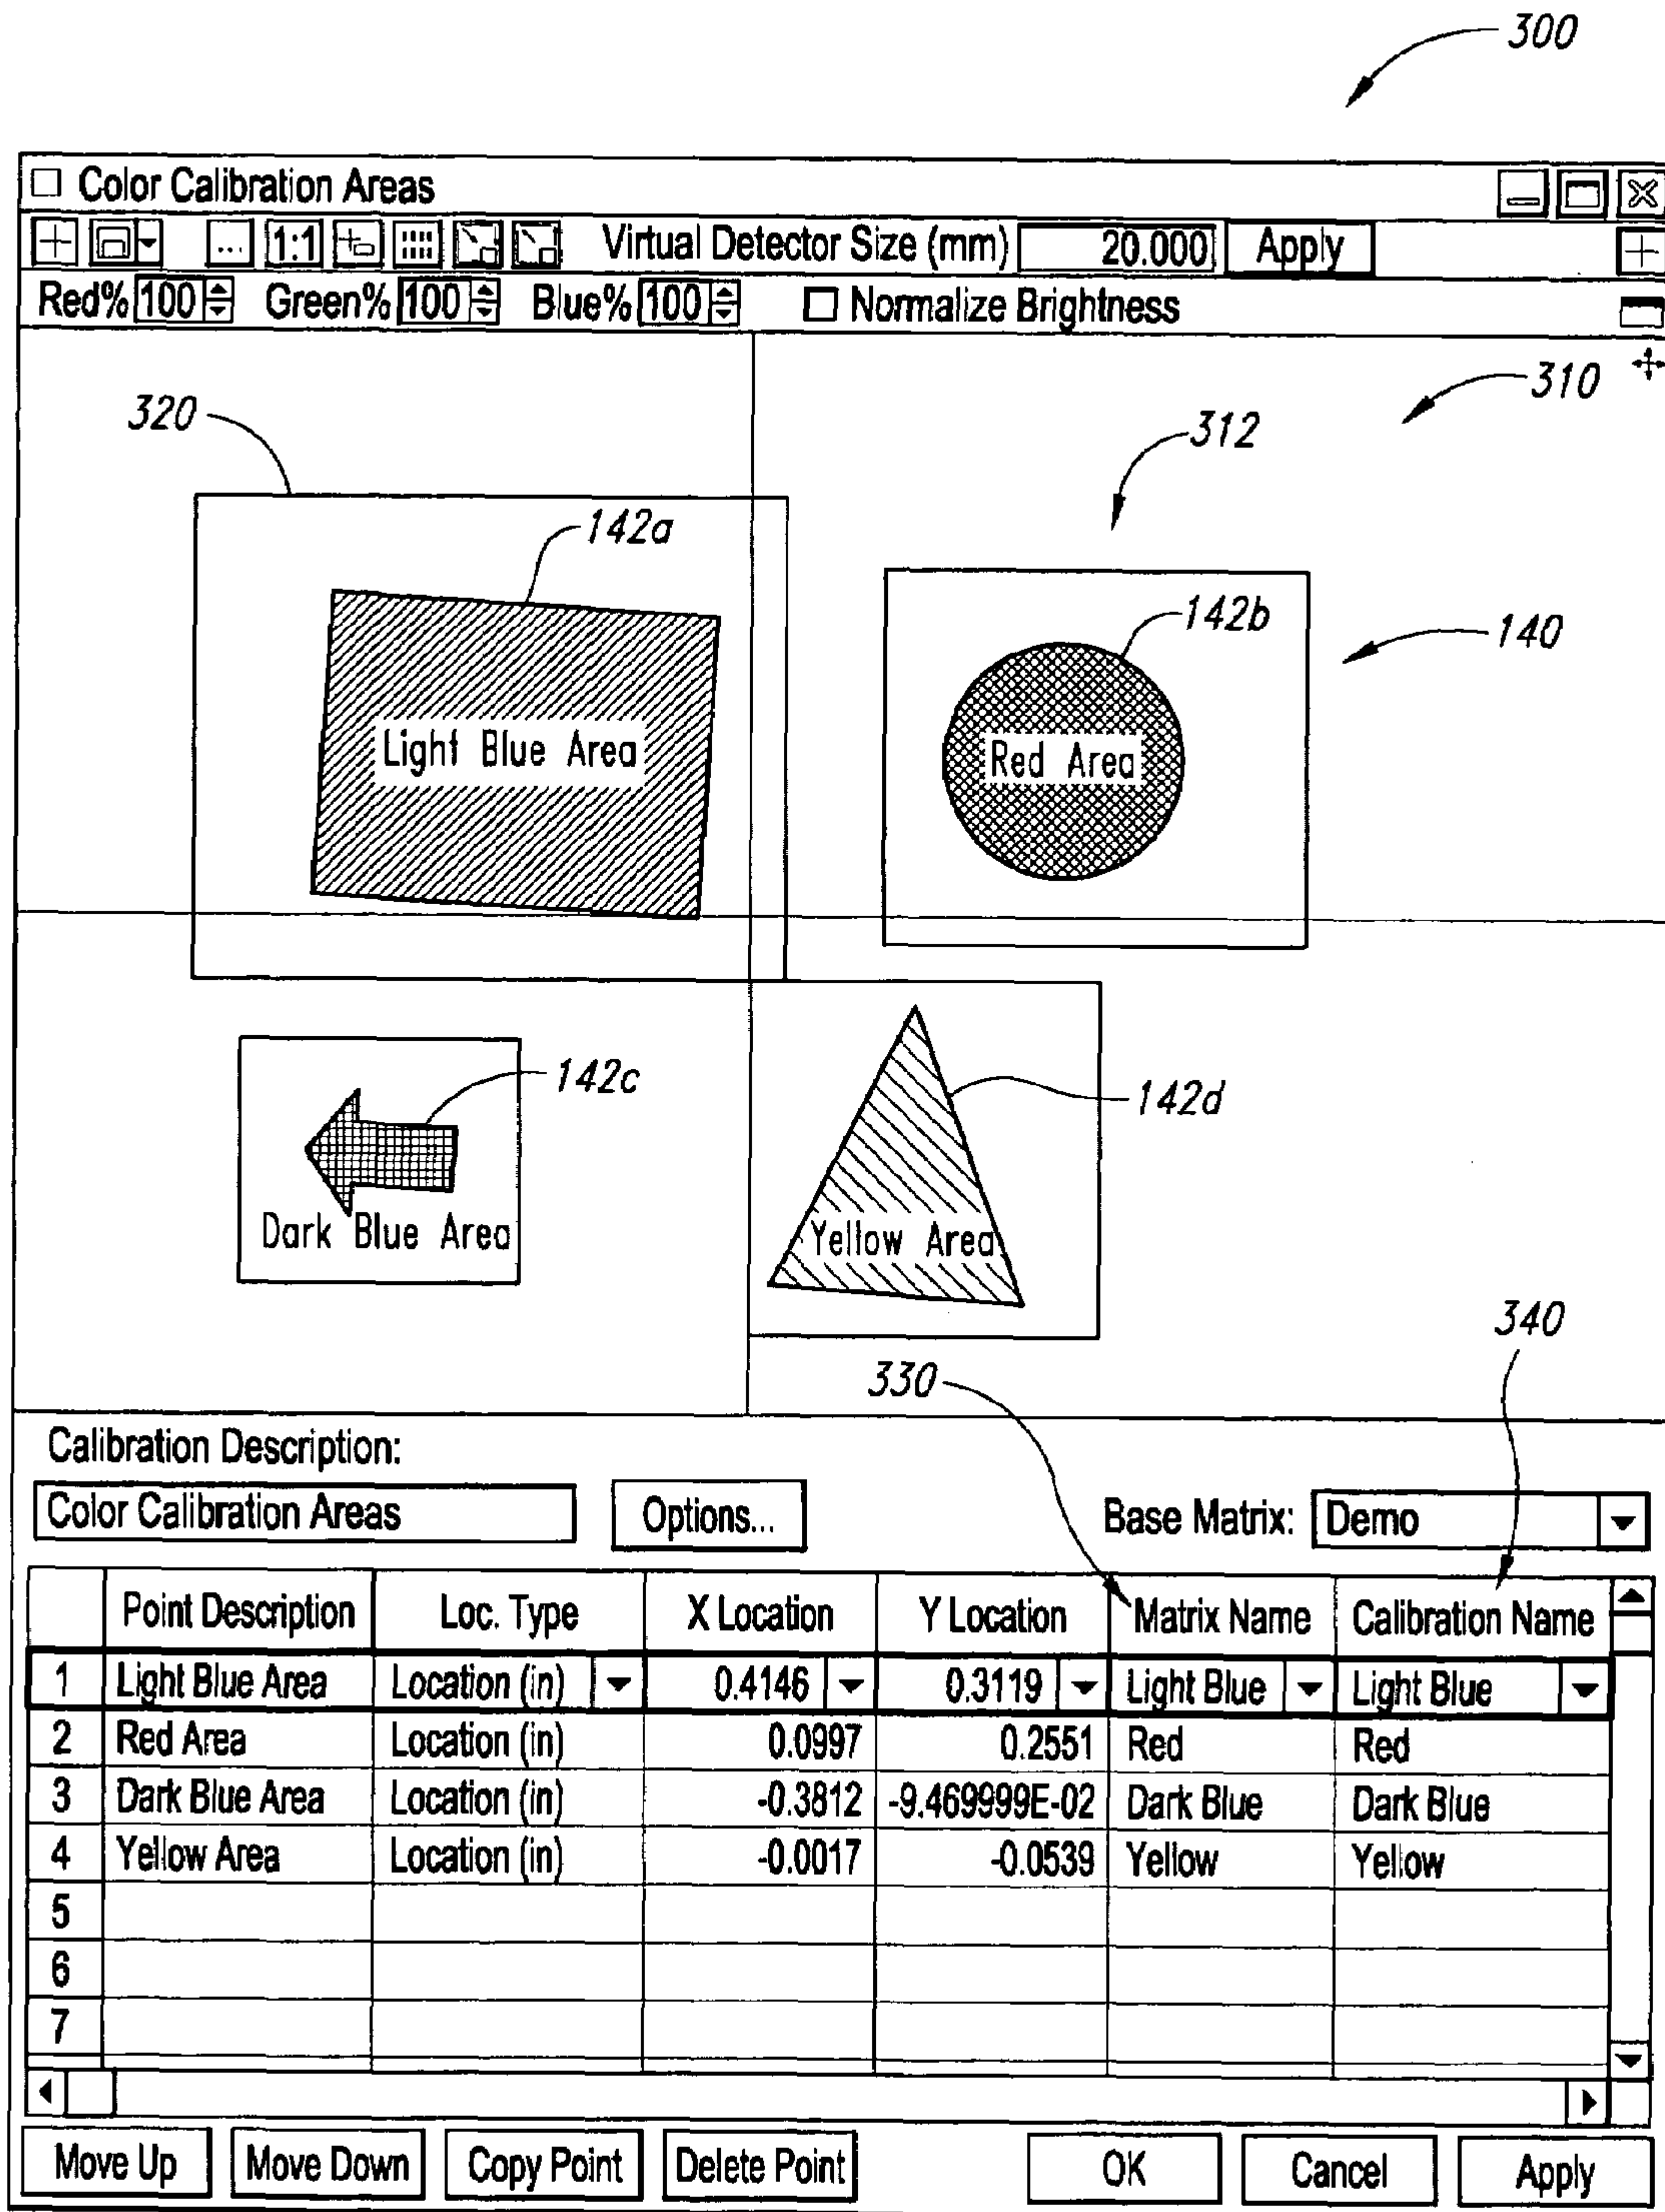 300
Color Calibration Areas
1:1 Virtual Detector Size (mm) 20.000 Apply
Red% 100 Green% 100 Blue% 100 Normalize Brightness
310
320
312
142a
142b
140
Light Blue Area
Red Area
142c
142d
Dark Blue Area
Yellow Area
340
330
Calibration Description:
Color Calibration Areas Options... Base Matrix: Demo
Point Description Loc. Type X Location Y Location Matrix Name Calibration Name
1 Light Blue Area Location (in) 0.4146 0.3119 Light Blue Light Blue
2 Red Area Location (in) 0.0997 0.2551 Red Red
3 Dark Blue Area Location (in) -0.3812 -9.469999E-02 Dark Blue Dark Blue
4 Yellow Area Location (in) -0.0017 -0.0539 Yellow Yellow
5
6
7
Move Up Move Down Copy Point Delete Point OK Cancel Apply